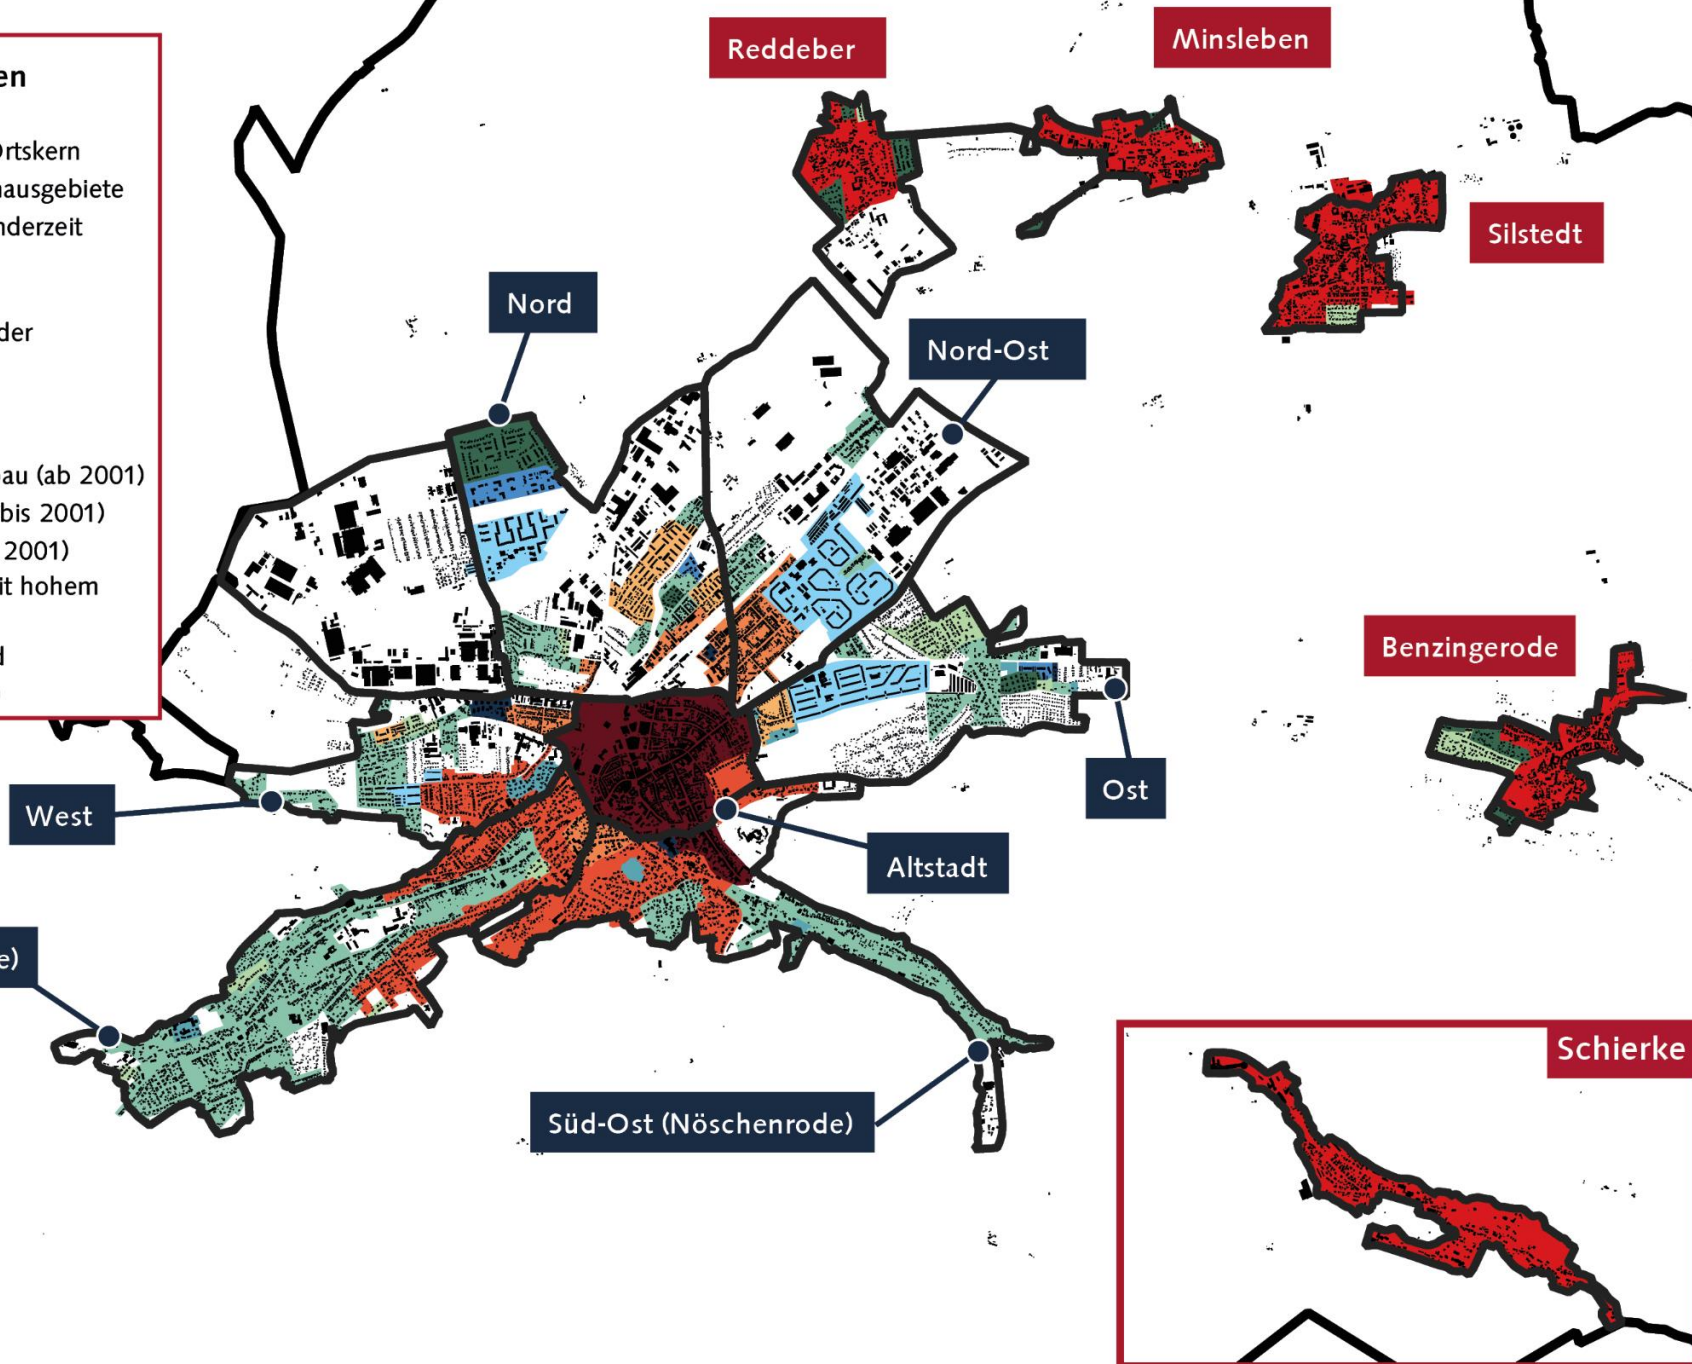 en
Ortskern
hausgebiete
nderzeit
der
au (ab 2001)
bis 2001)
2001)
it hohem
d
Reddeber
Minsleben
Silstedt
Nord
Nord-Ost
Benzingerode
West
Ost
Altstadt
e)
Süd-Ost (Nöschenrode)
Schierke